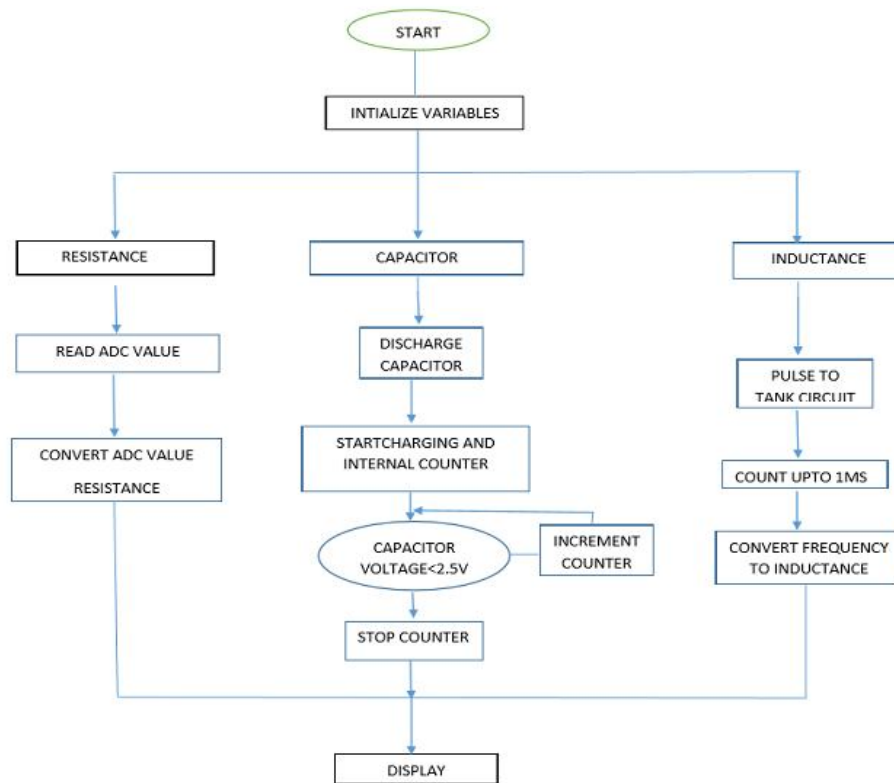 START
INTIALIZE VARIABLES
RESISTANCE
READ ADC VALUE
CONVERT ADC VALUE
RESISTANCE
CAPACITOR
DISCHARGE
CAPACITOR
STARTCHARGING AND
INTERNAL COUNTER
CAPACITOR
VOLTAGE<2.5V
INCREMENT
COUNTER
STOP COUNTER
INDUCTANCE
PULSE TO
TANK CIRCUIT
COUNT UPTO 1MS
CONVERT FREQUENCY
TO INDUCTANCE
DISPLAY